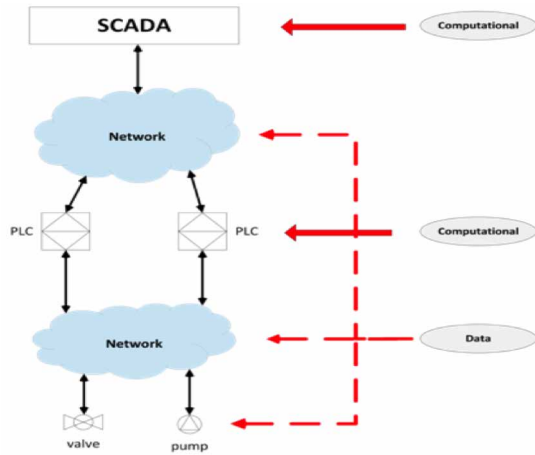 SCADA
Computational
Network
PLC
PLC
Computational
Network
Data
valve
pump